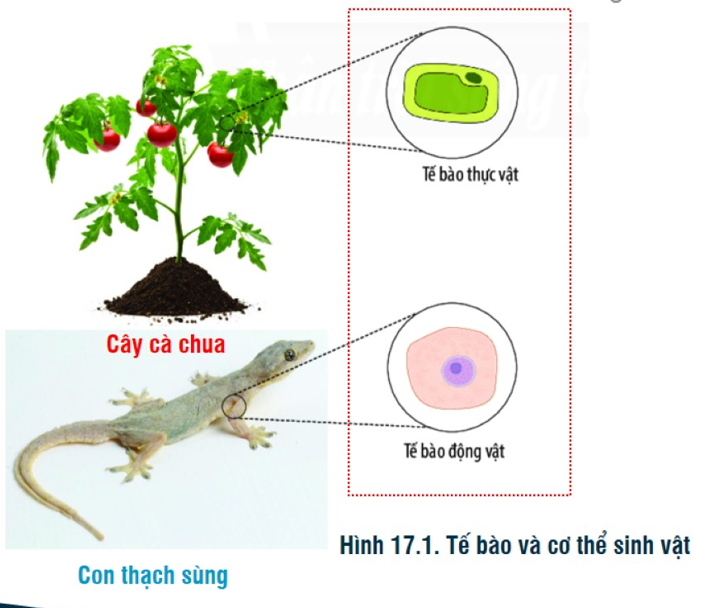 Tế bào thực vật
Cây cà chua
Tế bào động vật
Hình 17.1. Tế bào và cơ thể sinh vật
Con thạch sùng